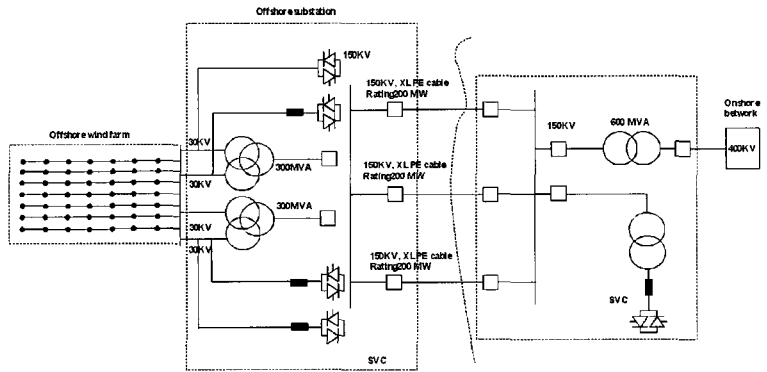 Offshore substation
150KV
150KV, XLPE cable
Rating200 MW
Offshore wind farm
30KV
300MVA
30KV
150KV, XLPE cable
Rating200 MW
150KV
600 MVA
Onshore
betwork
400KV
300MVA
30KV
30KV
150KV, XLPE cable
Rating200 MW
SVC
SVC